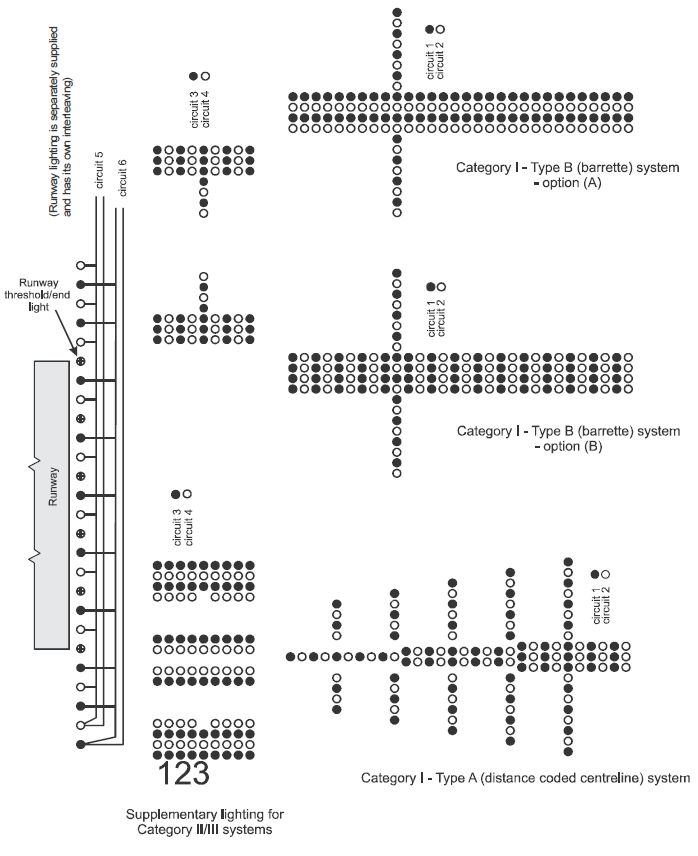 (Runway lighting is separately supplied
and has its own interleaving)
circuit 5
circuit 6
Runway
threshold/end
light
Runway
circuit 3
circuit 4
circuit 3
circuit 4
123
Supplementary lighting for
Category II/III systems
circuit 1
circuit 2
Category I - Type B (barrette) system
- option (A)
circuit 1
circuit 2
Category I - Type B (barrette) system
- option (B)
circuit 1
circuit 2
Category I - Type A (distance coded centreline) system